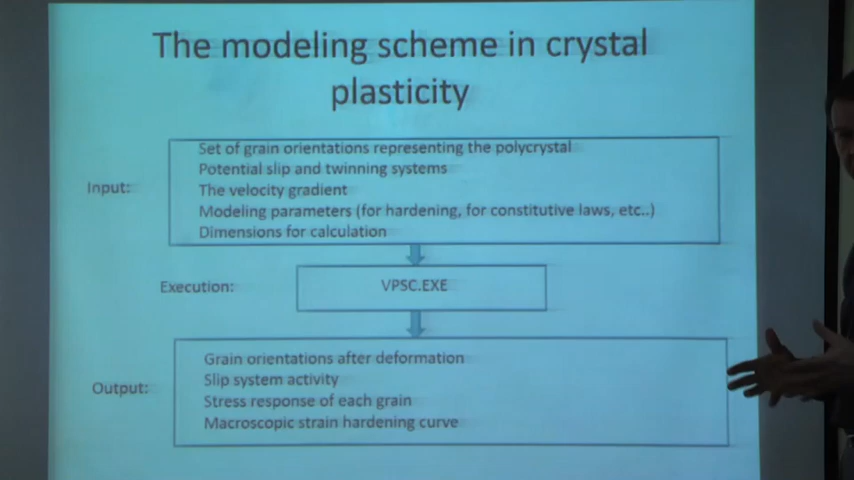 The modeling scheme in crystal
plasticity
Input:
Set of grain orientations representing the polycrystal
Potential slip and twinning systems
The velocity gradient
Modeling parameters (for hardening, for constitutive laws, etc..)
Dimensions for calculation
Execution:
VPSC.EXE
Output:
Grain orientations after deformation
Slip system activity
Stress response of each grain
Macroscopic strain hardening curve